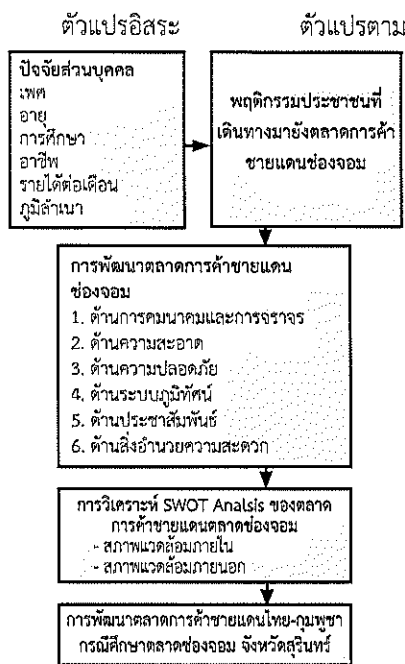 ตัวแปรอิสระ
ตัวแปรตาม
ปัจจัยส่วนบุคคล
เพศ
อายุ
การศึกษา
อาชีพ
รายได้ต่อเดือน
ภูมิลำเนา
พฤติกรรมประชาชนที่
เดินทางมายังตลาดการค้า
ชายแดนช่องจอม
การพัฒนาตลาดการค้าชายแดน
ช่องจอม
1. ด้านการคมนาคมและการจราจร
2. ด้านความสะอาด
3. ด้านความปลอดภัย
4. ด้านระบบภูมิทัศน์
5. ด้านประชาสัมพันธ์
6. ด้านสิ่งอำนวยความสะดวก
การวิเคราะห์ SWOT Analsis ของตลาด
การค้าชายแดนตลาดช่องจอม
- สภาพแวดล้อมภายใน
- สภาพแวดล้อมภายนอก
การพัฒนาตลาดการค้าชายแดนไทย-กุมพูชา
กรณีศึกษาตลาดช่องจอม จังหวัดสุรินทร์